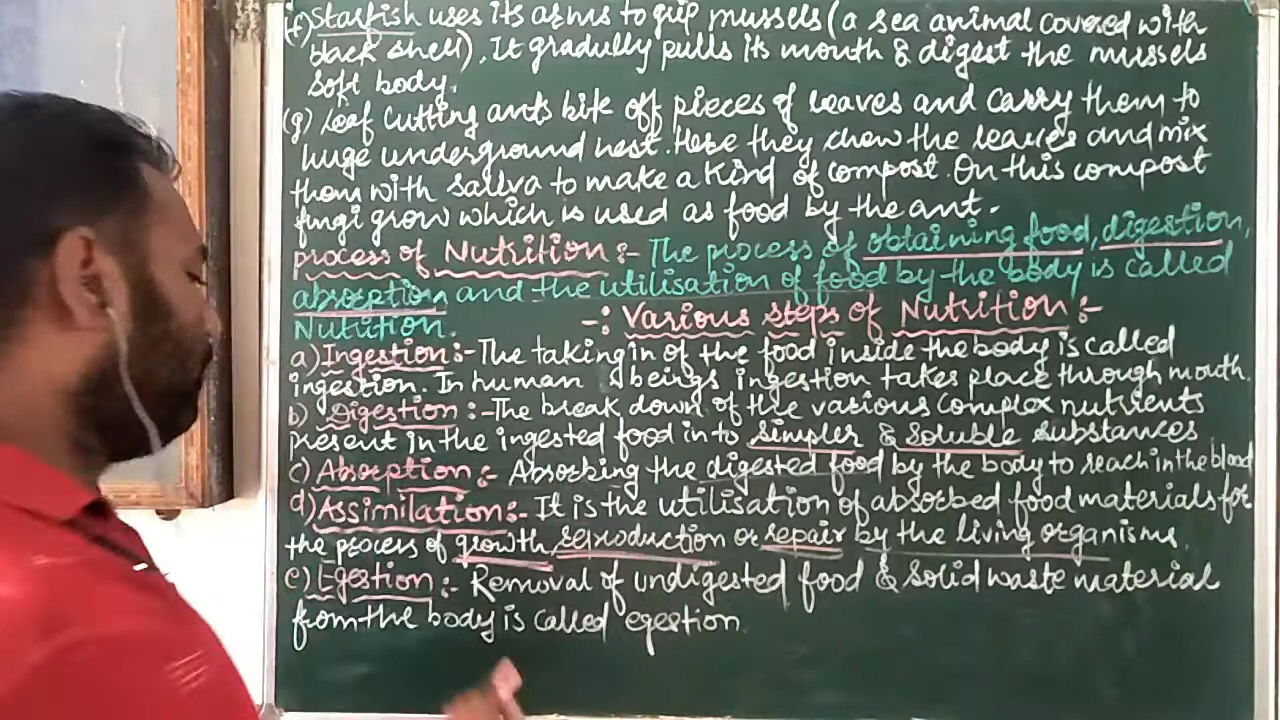 (f) Starfish uses its arms to grip mussels (a sea animal covered with
back shell). It gradully pulls its mouth & digest the mussels
soft body.
(g) Leaf cutting ants bite off pieces of leaves and carry them to
huge underground nest. Here they chew the leaves and mix
them with saliva to make a kind of compost. On this compost
fungi grow which is used as food by the ant.
process of Nutrition :- The process of obtaining food, digestion,
absorption and the utilisation of food by the body is called
Nutrition. -: Various steps of Nutrition :-
a) Ingestion :- The taking in of the food inside the body is called
ingestion. In human beings ingestion takes place through mouth.
b) Digestion :- The break down of the various complex nutrients
present in the ingested food in to simpler & soluble substances
c) Absorption :- Absorbing the digested food by the body to reach in the blood
d) Assimilation :- It is the utilisation of absorbed food materials for
the process of growth, reproduction or repair by the living organisms.
e) Egestion :- Removal of undigested food & solid waste material
from the body is called egestion.